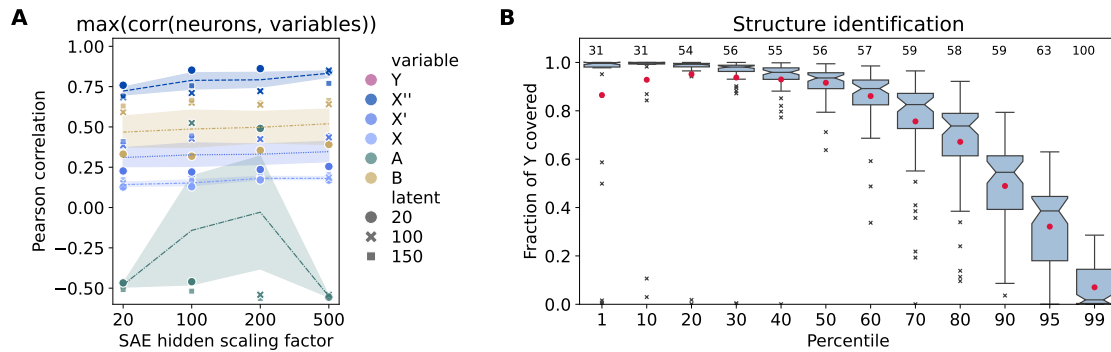 A
max(corr(neurons, variables))
1.00
0.75
0.50
0.25
0.00
−0.25
−0.50
Pearson correlation
20
100
200
500
SAE hidden scaling factor
variable
Y
X''
X'
X
A
B
latent
20
100
150
B
Structure identification
31 31 54 56 55 56 57 59 58 59 63 100
1.0
0.8
0.6
0.4
0.2
0.0
Fraction of Y covered
1 10 20 30 40 50 60 70 80 90 95 99
Percentile